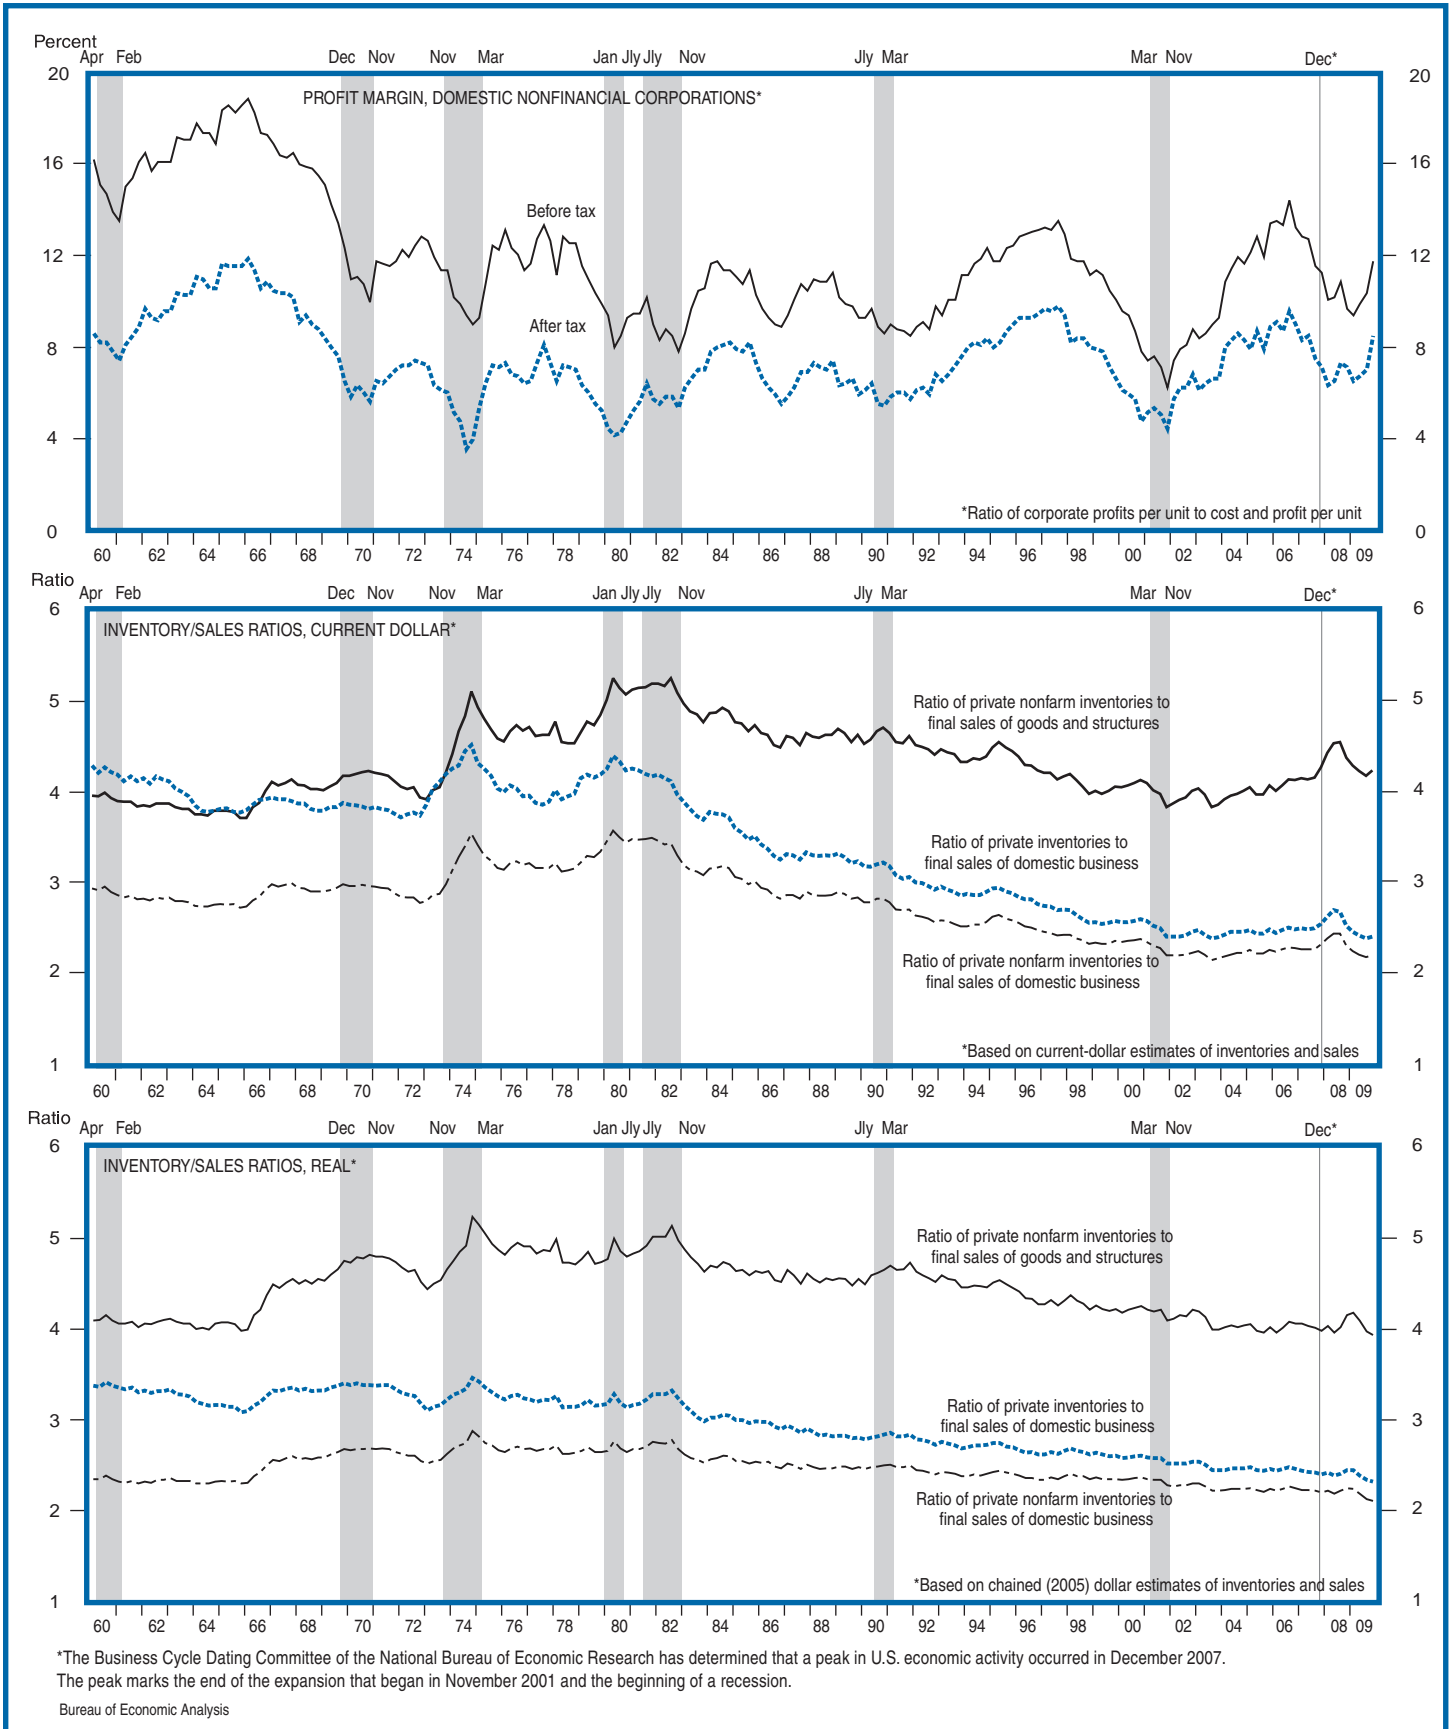 Percent
Apr Feb Dec Nov Nov Mar Jan Jly Jly Nov Jly Mar Mar Nov Dec*
20 20
PROFIT MARGIN, DOMESTIC NONFINANCIAL CORPORATIONS*
16 16
Before tax
12 12
After tax
8 8
4 4
*Ratio of corporate profits per unit to cost and profit per unit
0 0
60 62 64 66 68 70 72 74 76 78 80 82 84 86 88 90 92 94 96 98 00 02 04 06 08 09
Ratio
Apr Feb Dec Nov Nov Mar Jan Jly Jly Nov Jly Mar Mar Nov Dec*
6 6
INVENTORY/SALES RATIOS, CURRENT DOLLAR*
5 5
Ratio of private nonfarm inventories to
final sales of goods and structures
4 4
Ratio of private inventories to
final sales of domestic business
3 3
Ratio of private nonfarm inventories to
final sales of domestic business
2 2
*Based on current-dollar estimates of inventories and sales
1 1
60 62 64 66 68 70 72 74 76 78 80 82 84 86 88 90 92 94 96 98 00 02 04 06 08 09
Ratio
Apr Feb Dec Nov Nov Mar Jan Jly Jly Nov Jly Mar Mar Nov Dec*
6 6
INVENTORY/SALES RATIOS, REAL*
5 5
Ratio of private nonfarm inventories to
final sales of goods and structures
4 4
Ratio of private inventories to
final sales of domestic business
3 3
Ratio of private nonfarm inventories to
final sales of domestic business
2 2
*Based on chained (2005) dollar estimates of inventories and sales
1 1
60 62 64 66 68 70 72 74 76 78 80 82 84 86 88 90 92 94 96 98 00 02 04 06 08 09
*The Business Cycle Dating Committee of the National Bureau of Economic Research has determined that a peak in U.S. economic activity occurred in December 2007.
The peak marks the end of the expansion that began in November 2001 and the beginning of a recession.
Bureau of Economic Analysis